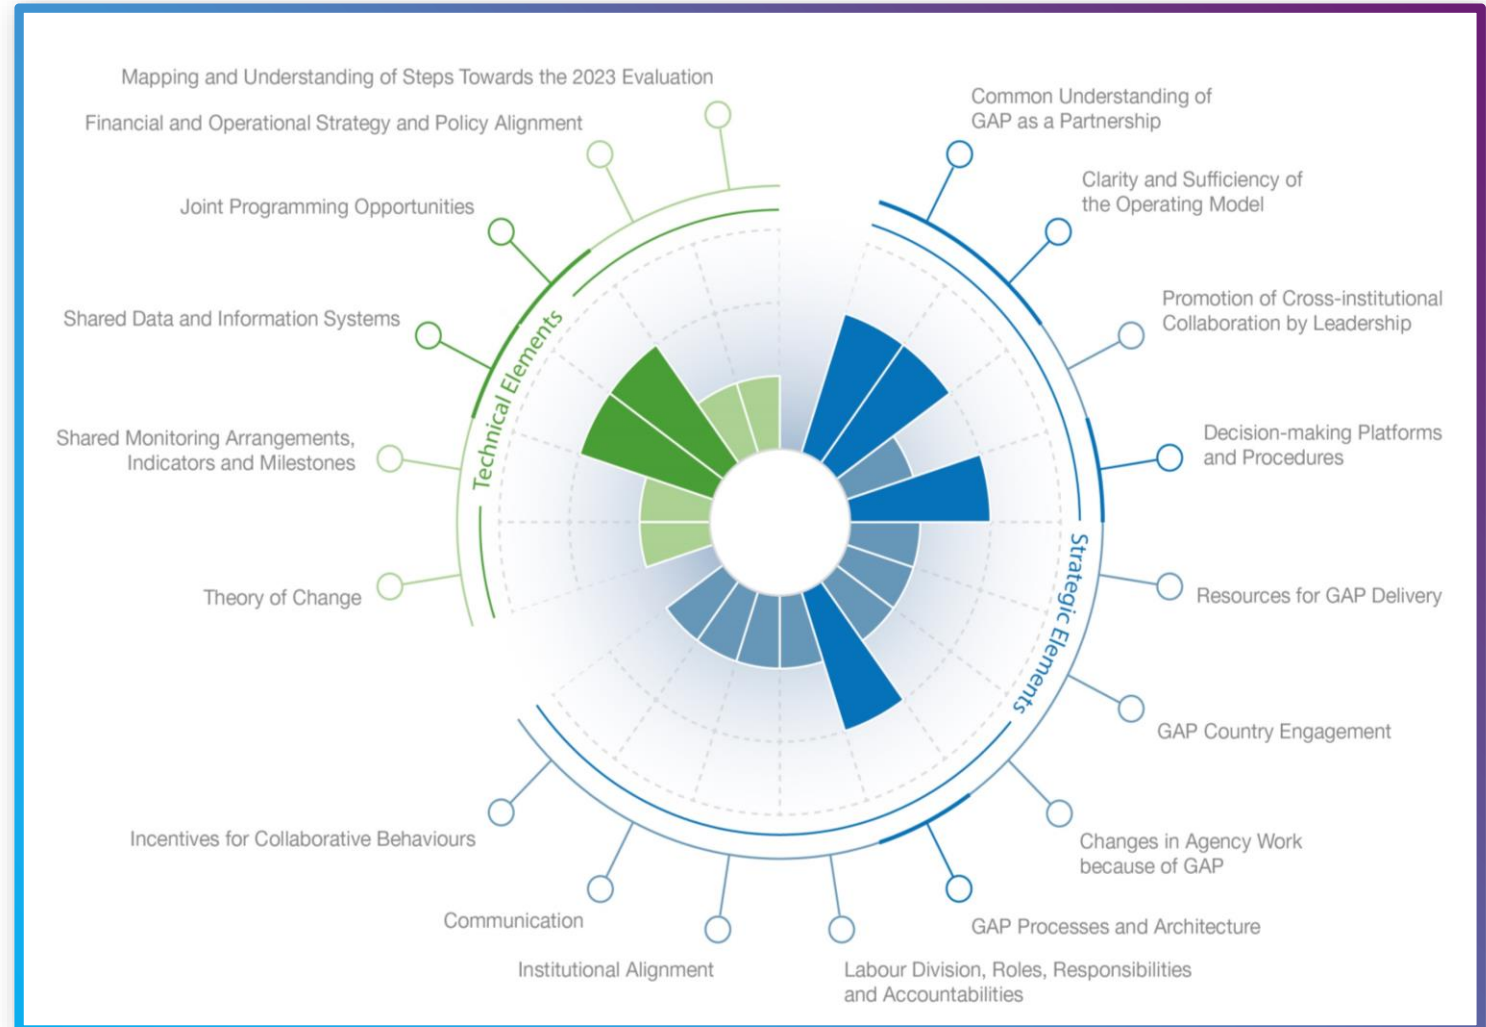 Mapping and Understanding of Steps Towards the 2023 Evaluation
Financial and Operational Strategy and Policy Alignment
Joint Programming Opportunities
Shared Data and Information Systems
Shared Monitoring Arrangements,
Indicators and Milestones
Theory of Change
Technical Elements
Common Understanding of
GAP as a Partnership
Clarity and Sufficiency of
the Operating Model
Promotion of Cross-institutional
Collaboration by Leadership
Decision-making Platforms
and Procedures
Resources for GAP Delivery
Strategic Elements
GAP Country Engagement
Changes in Agency Work
because of GAP
GAP Processes and Architecture
Labour Division, Roles, Responsibilities
and Accountabilities
Institutional Alignment
Communication
Incentives for Collaborative Behaviours